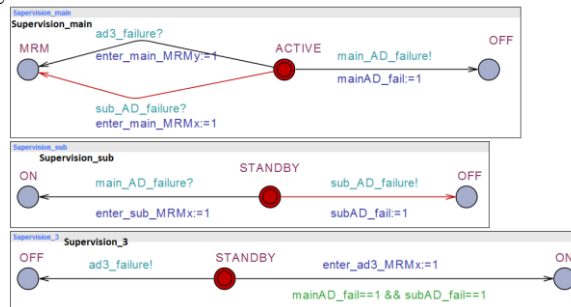 Supervision_main
Supervision_main
ad3_failure?
MRM
ACTIVE
OFF
enter_main_MRMy:=1
main_AD_failure!
mainAD_fail:=1
sub_AD_failure?
enter_main_MRMx:=1
Supervision_sub
Supervision_sub
ON
STANDBY
OFF
main_AD_failure?
sub_AD_failure!
enter_sub_MRMx:=1
subAD_fail:=1
Supervision_3
Supervision_3
OFF
STANDBY
ON
ad3_failure!
enter_ad3_MRMx:=1
mainAD_fail==1 && subAD_fail==1